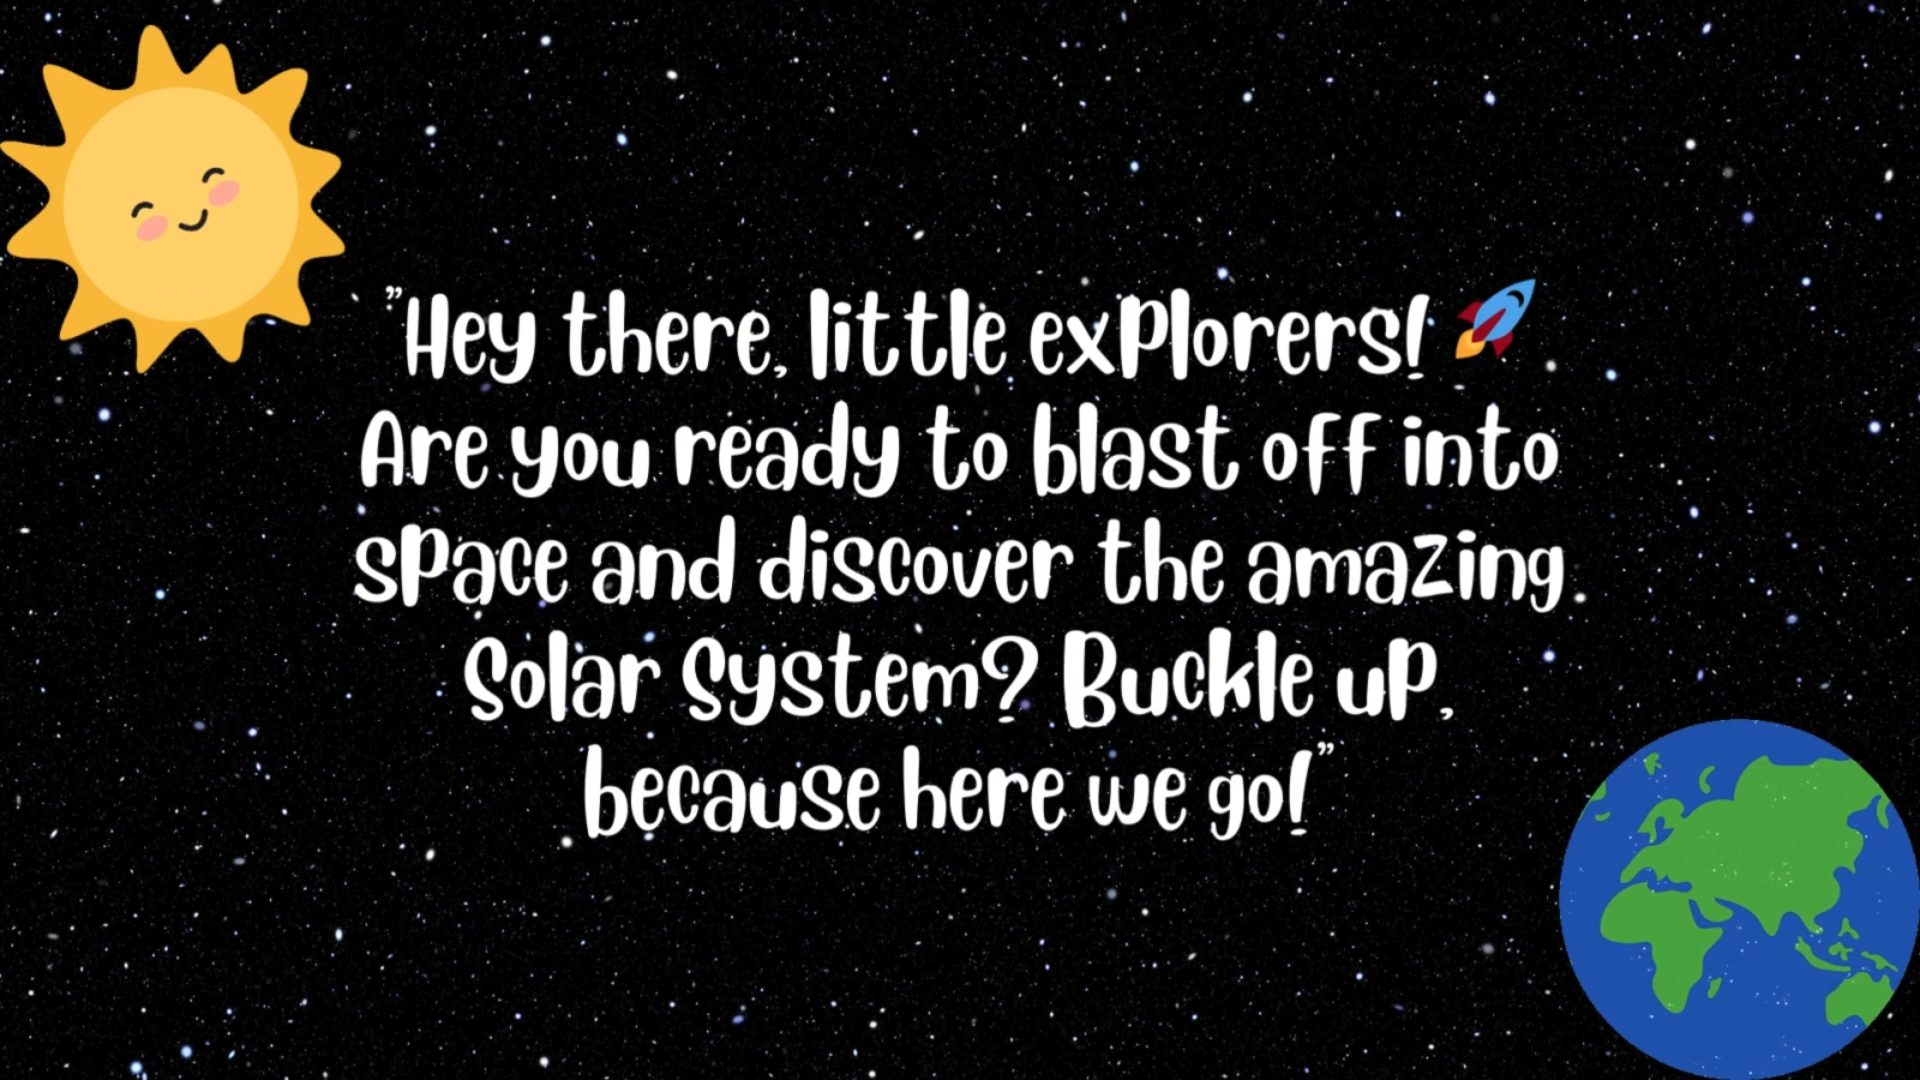 "Hey there, little explorers! 🚀
Are you ready to blast off into
space and discover the amazing
Solar System? Buckle up,
because here we go!"